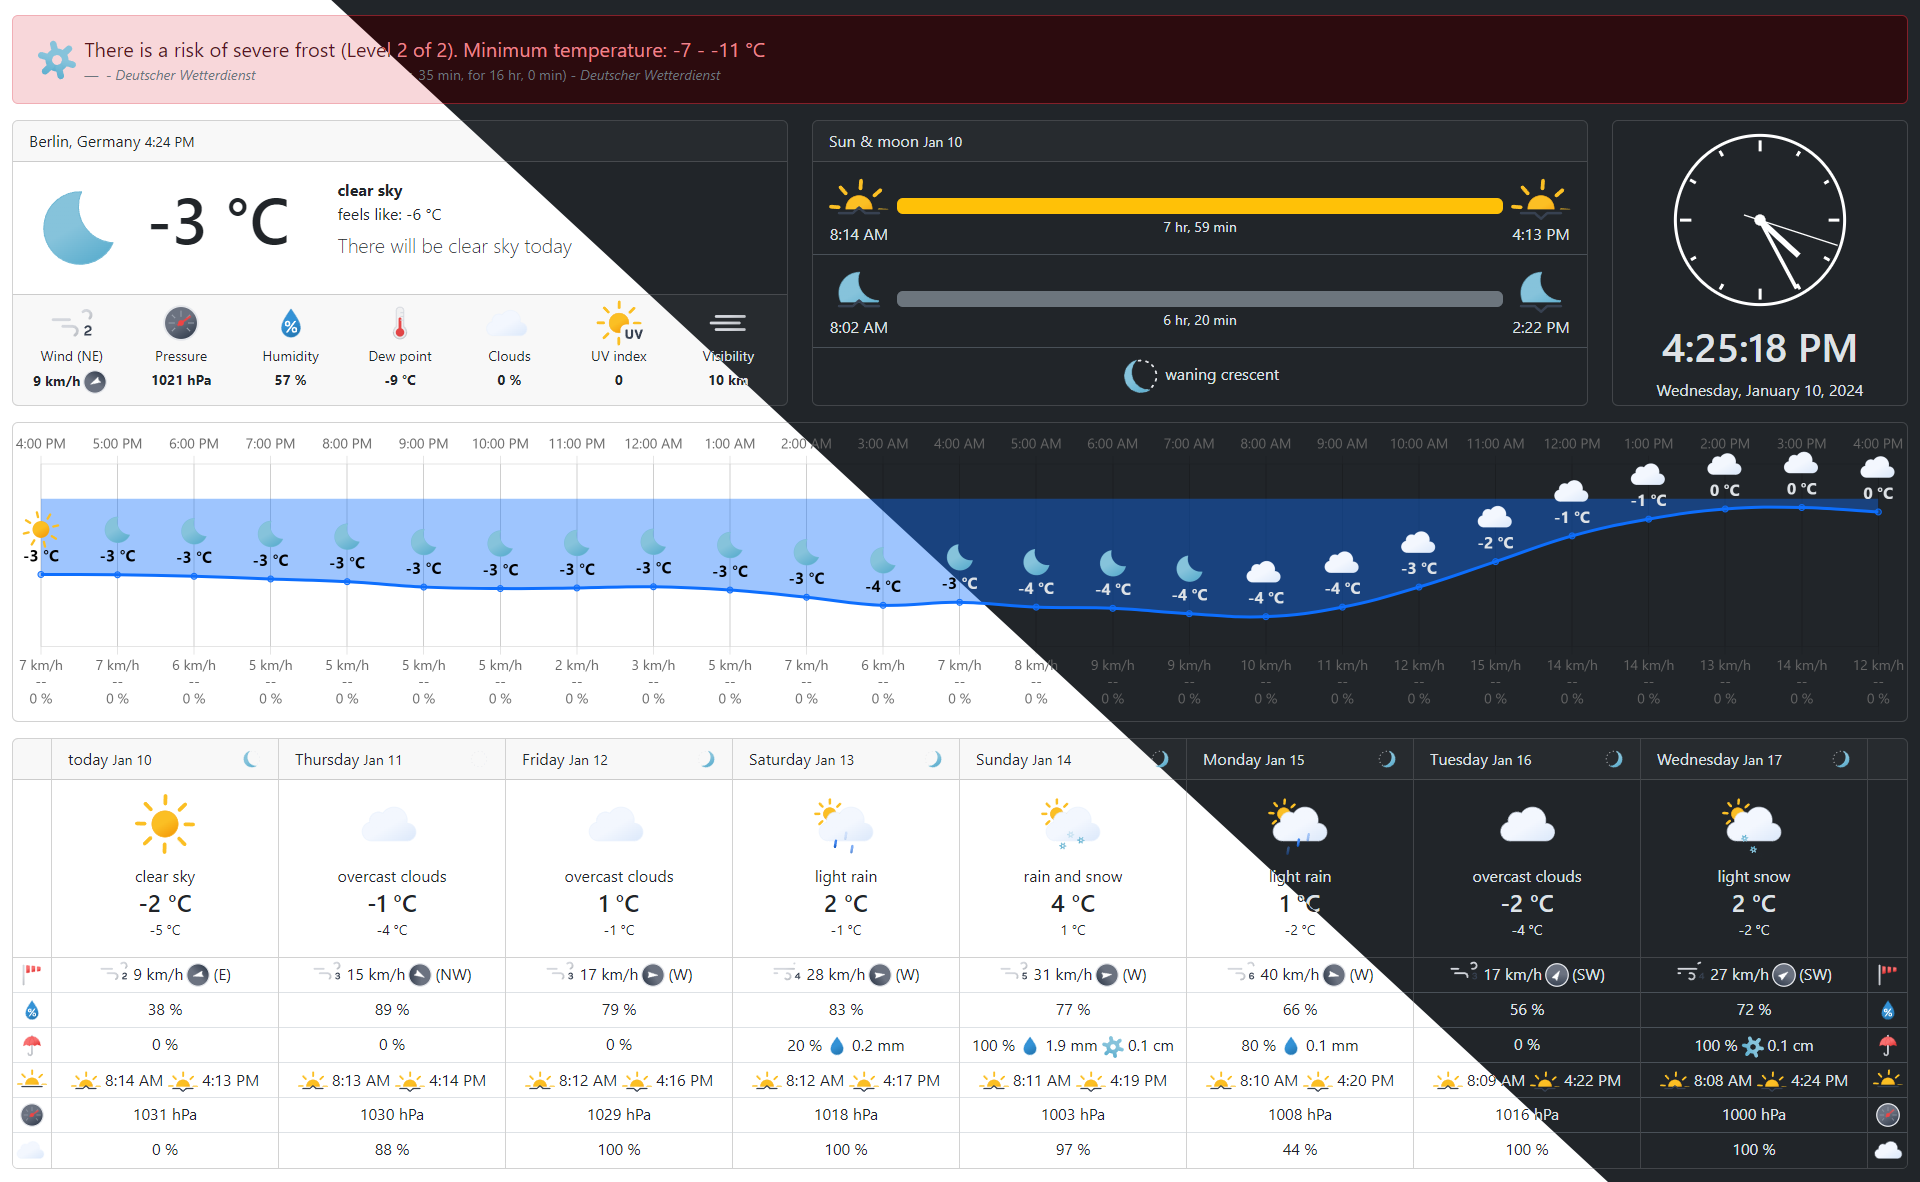 There is a risk of severe frost (Level 2 of 2). Minimum temperature: -7 - -11 °C
— - Deutscher Wetterdienst 35 min, for 16 hr, 0 min) - Deutscher Wetterdienst
Berlin, Germany 4:24 PM
-3 °C
clear sky
feels like: -6 °C
There will be clear sky today
2 % UV
Wind (NE) Pressure Humidity Dew point Clouds UV index Visibility
9 km/h 1021 hPa 57 % -9 °C 0 % 0 10 km
Sun & moon Jan 10
7 hr, 59 min
8:14 AM 4:13 PM
6 hr, 20 min
8:02 AM 2:22 PM
waning crescent
4:25:18 PM
Wednesday, January 10, 2024
4:00 PM 5:00 PM 6:00 PM 7:00 PM 8:00 PM 9:00 PM 10:00 PM 11:00 PM 12:00 AM 1:00 AM 2:00 AM 3:00 AM 4:00 AM 5:00 AM 6:00 AM 7:00 AM 8:00 AM 9:00 AM 10:00 AM 11:00 AM 12:00 PM 1:00 PM 2:00 PM 3:00 PM 4:00 PM
-3 °C -3 °C -3 °C -3 °C -3 °C -3 °C -3 °C -3 °C -3 °C -3 °C -3 °C -4 °C -3 °C -4 °C -4 °C -4 °C -4 °C -4 °C -3 °C -2 °C -1 °C -1 °C 0 °C 0 °C 0 °C
7 km/h 7 km/h 6 km/h 5 km/h 5 km/h 5 km/h 5 km/h 2 km/h 3 km/h 5 km/h 7 km/h 6 km/h 7 km/h 8 km/h 9 km/h 9 km/h 10 km/h 11 km/h 12 km/h 15 km/h 14 km/h 14 km/h 13 km/h 14 km/h 12 km/h
-- -- -- -- -- -- -- -- -- -- -- -- -- -- -- -- -- -- -- -- -- -- -- -- --
0 % 0 % 0 % 0 % 0 % 0 % 0 % 0 % 0 % 0 % 0 % 0 % 0 % 0 % 0 % 0 % 0 % 0 % 0 % 0 % 0 % 0 % 0 % 0 % 0 %
today Jan 10 Thursday Jan 11 Friday Jan 12 Saturday Jan 13 Sunday Jan 14 Monday Jan 15 Tuesday Jan 16 Wednesday Jan 17
clear sky overcast clouds overcast clouds light rain rain and snow light rain overcast clouds light snow
-2 °C -1 °C 1 °C 2 °C 4 °C 1 °C -2 °C 2 °C
-5 °C -4 °C -1 °C -1 °C 1 °C -2 °C -4 °C -2 °C
2 9 km/h (E) 3 15 km/h (NW) 3 17 km/h (W) 4 28 km/h (W) 5 31 km/h (W) 6 40 km/h (W) 17 km/h (SW) 27 km/h (SW)
% 38 % 89 % 79 % 83 % 77 % 66 % 56 % 72 % %
0 % 0 % 0 % 20 % 0.2 mm 100 % 1.9 mm 0.1 cm 80 % 0.1 mm 0 % 100 % 0.1 cm
8:14 AM 4:13 PM 8:13 AM 4:14 PM 8:12 AM 4:16 PM 8:12 AM 4:17 PM 8:11 AM 4:19 PM 8:10 AM 4:20 PM 8:09 AM 4:22 PM 8:08 AM 4:24 PM
1031 hPa 1030 hPa 1029 hPa 1018 hPa 1003 hPa 1008 hPa 1016 hPa 1000 hPa
0 % 88 % 100 % 100 % 97 % 44 % 100 % 100 %